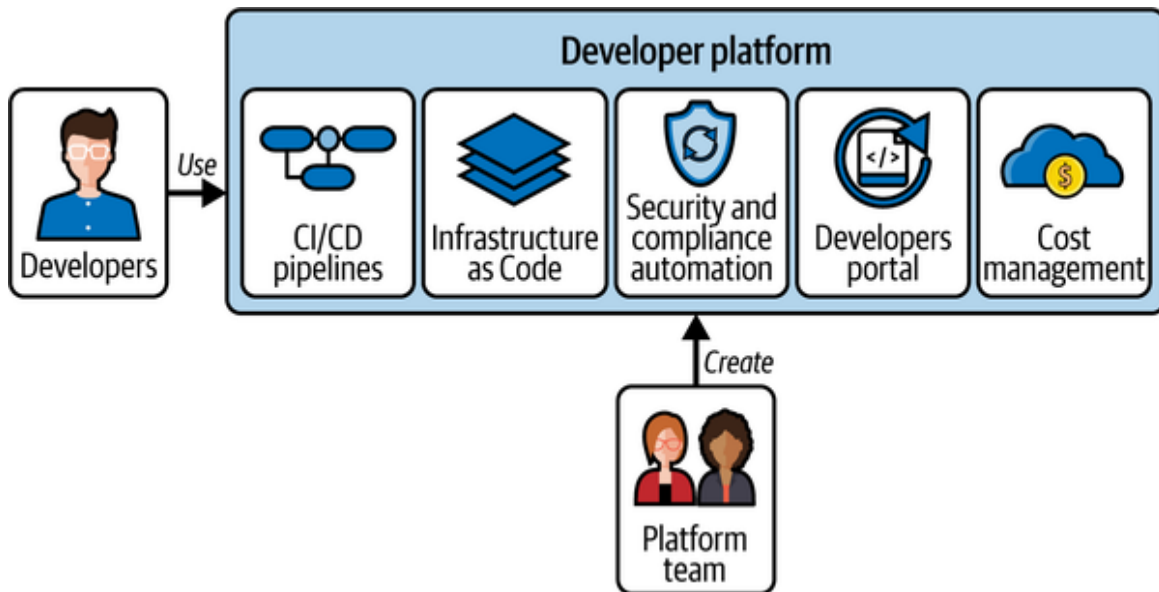 Developer platform
Developers
Use
CI/CD
pipelines
Infrastructure
as Code
Security and
compliance
automation
</>
Developers
portal
$
Cost
management
Create
Platform
team